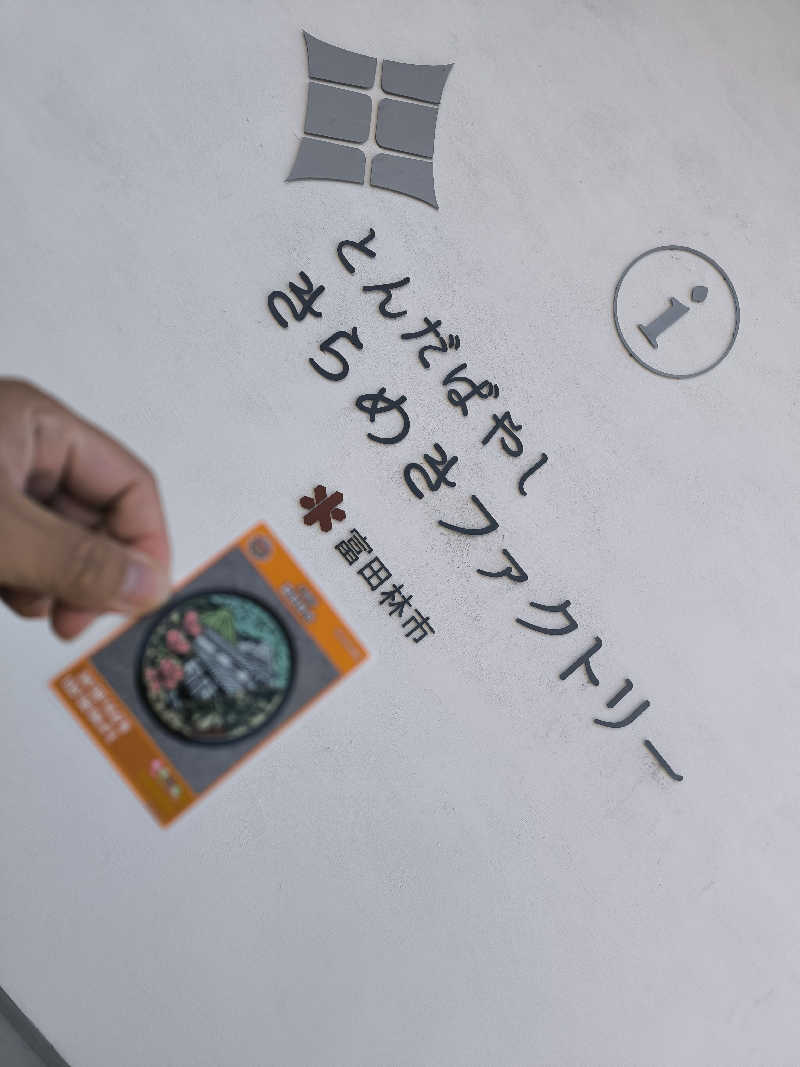 i
とんだばやし
きらめきファクトリー
富田林市